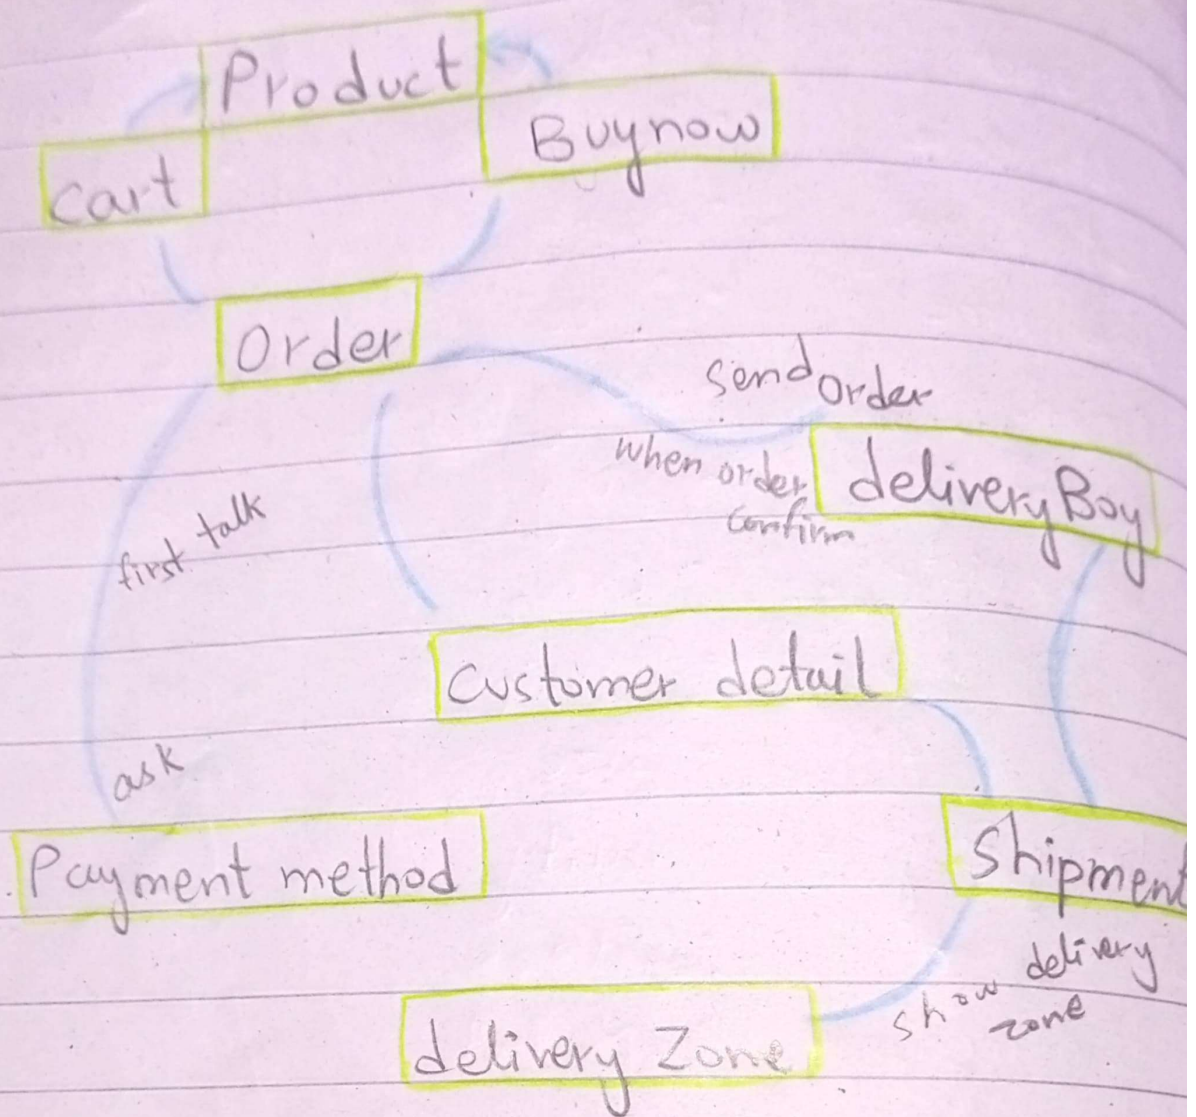 Product
Buynow
Cart
Order
send order
when order
confirm
deliveryBoy
first talk
Customer detail
ask
Payment method
Shipment
show delivery
zone
delivery Zone